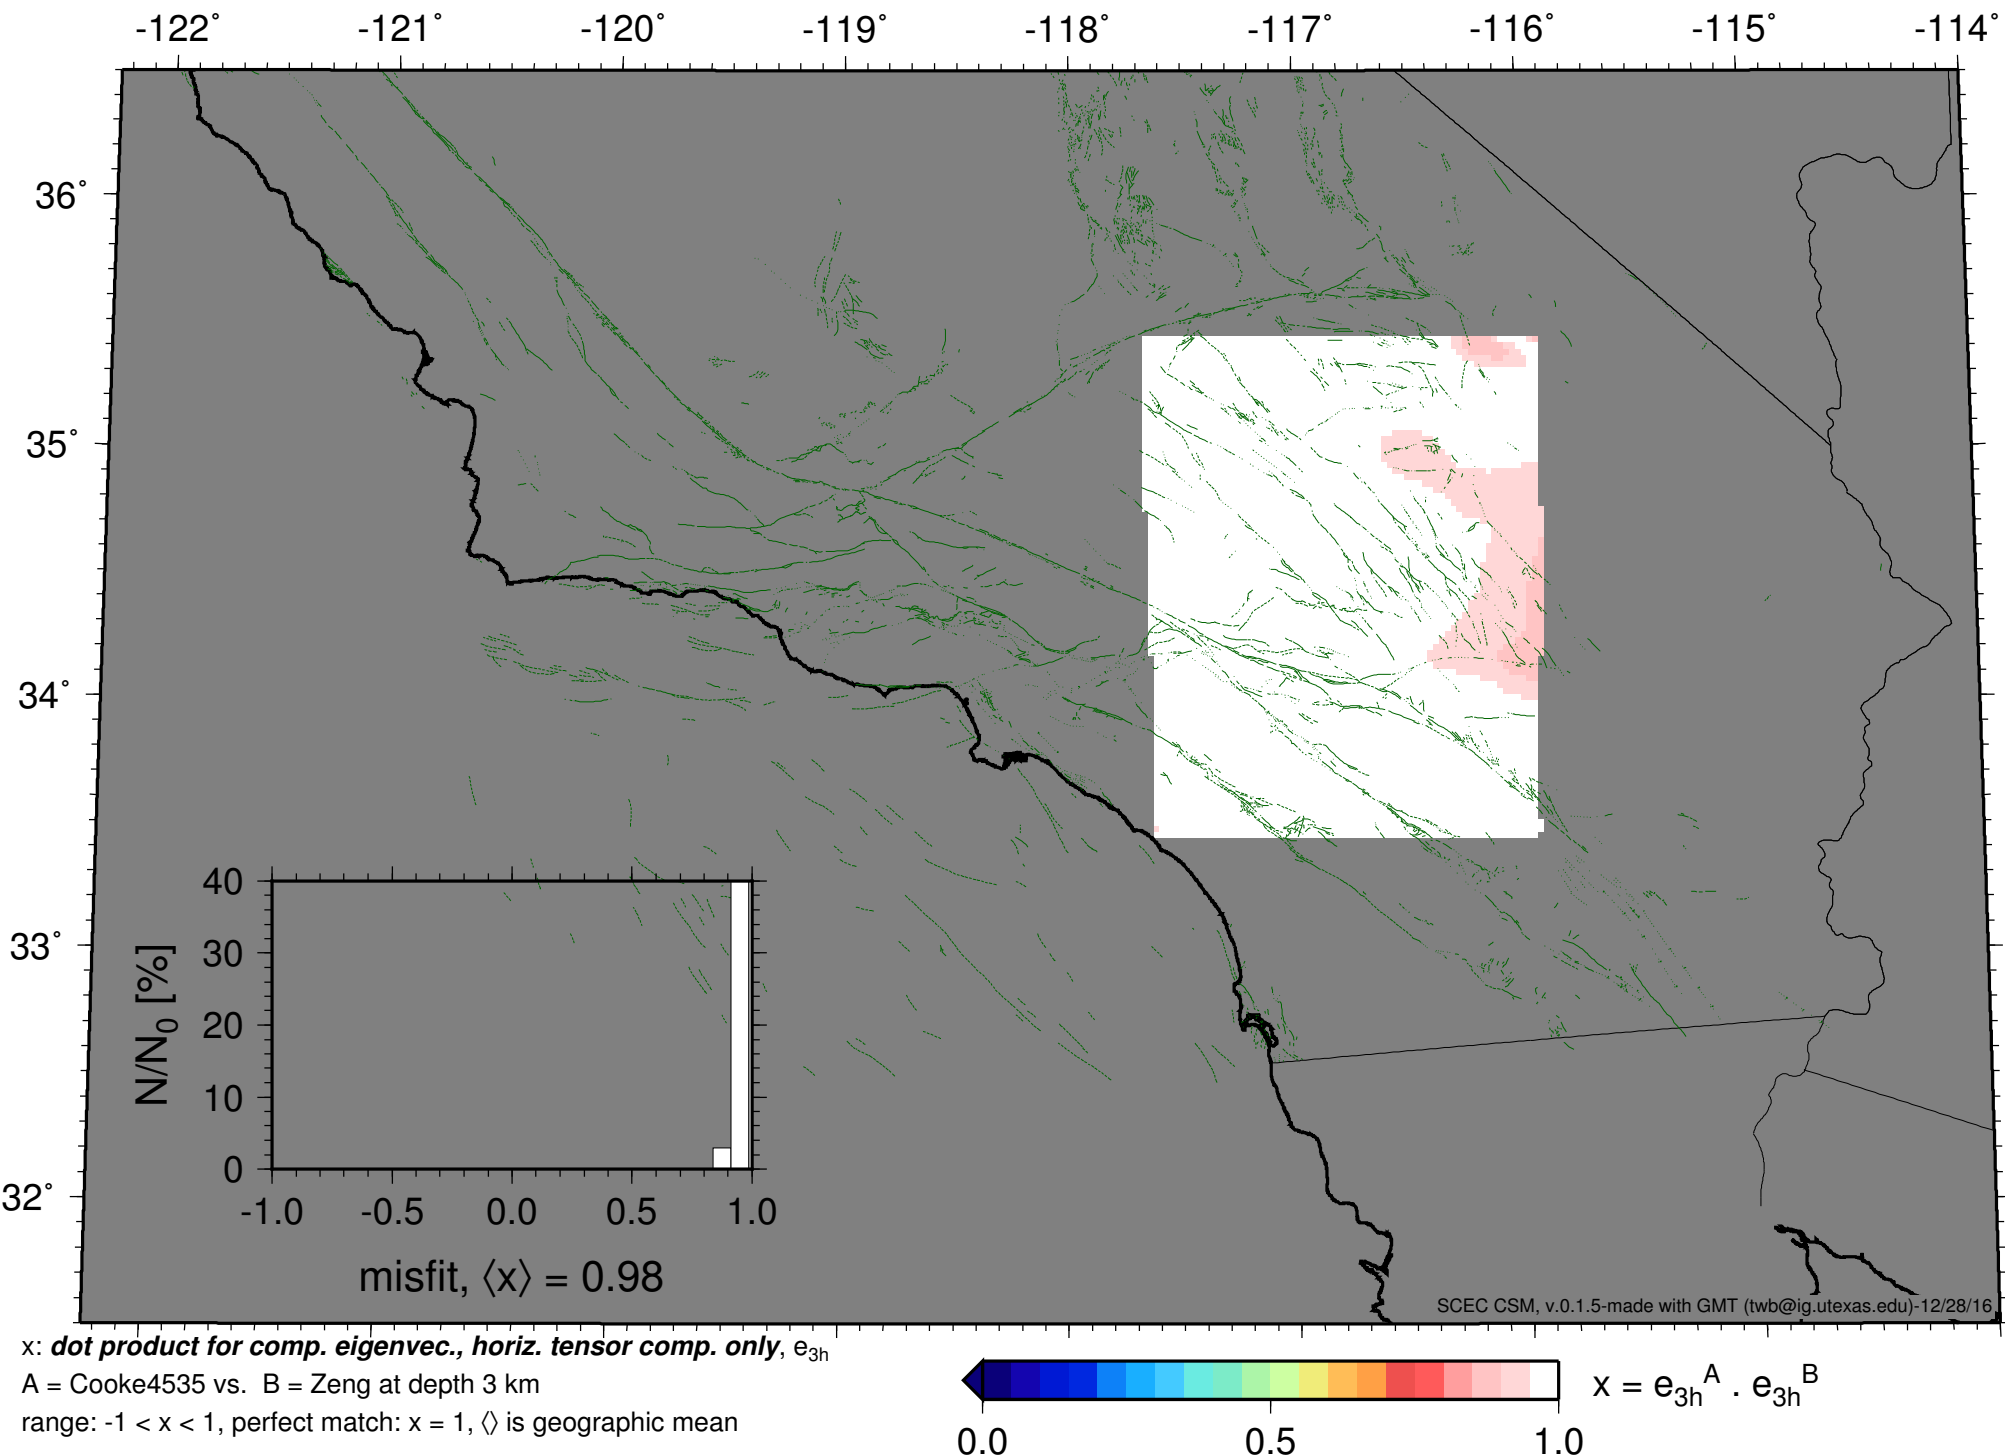 -122˚ -121˚ -120˚ -119˚ -118˚ -117˚ -116˚ -115˚ -114˚
36˚
35˚
34˚
33˚
32˚
40
30
20
10
0
N/N0 [%]
-1.0 -0.5 0.0 0.5 1.0
misfit, ⟨x⟩ = 0.98
SCEC CSM, v.0.1.5-made with GMT (twb@ig.utexas.edu)-12/28/16
x: dot product for comp. eigenvec., horiz. tensor comp. only, e3h
A = Cooke4535 vs. B = Zeng at depth 3 km
range: -1 < x < 1, perfect match: x = 1, ⟨⟩ is geographic mean
0.0 0.5 1.0
x = e3hA . e3hB